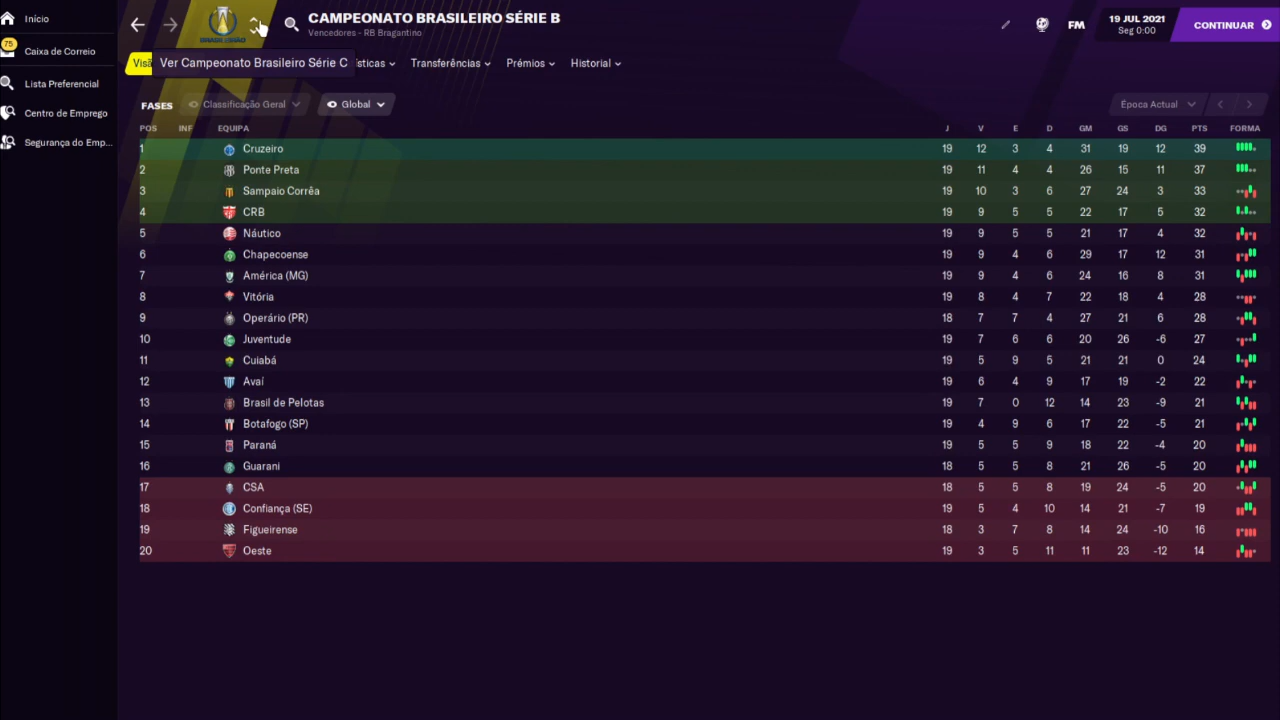 Início
75
Caixa de Correio
Lista Preferencial
Centro de Emprego
Segurança do Emp...
BRASILEIRÃO
CAMPEONATO BRASILEIRO SÉRIE B
Vencedores - RB Bragantino
FM
19 JUL 2021
Seg 0:00
CONTINUAR
Visã
Ver Campeonato Brasileiro Série C
ísticas
Transferências
Prémios
Historial
FASES
Classificação Geral
Global
Época Actual
POS INF EQUIPA J V E D GM GS DG PTS FORMA
1 Cruzeiro 19 12 3 4 31 19 12 39
2 Ponte Preta 19 11 4 4 26 15 11 37
3 Sampaio Corrêa 19 10 3 6 27 24 3 33
4 CRB 19 9 5 5 22 17 5 32
5 Náutico 19 9 5 5 21 17 4 32
6 Chapecoense 19 9 4 6 29 17 12 31
7 América (MG) 19 9 4 6 24 16 8 31
8 Vitória 19 8 4 7 22 18 4 28
9 Operário (PR) 18 7 7 4 27 21 6 28
10 Juventude 19 7 6 6 20 26 -6 27
11 Cuiabá 19 5 9 5 21 21 0 24
12 Avaí 19 6 4 9 17 19 -2 22
13 Brasil de Pelotas 19 7 0 12 14 23 -9 21
14 Botafogo (SP) 19 4 9 6 17 22 -5 21
15 Paraná 19 5 5 9 18 22 -4 20
16 Guarani 18 5 5 8 21 26 -5 20
17 CSA 18 5 5 8 19 24 -5 20
18 Confiança (SE) 19 5 4 10 14 21 -7 19
19 Figueirense 18 3 7 8 14 24 -10 16
20 Oeste 19 3 5 11 11 23 -12 14